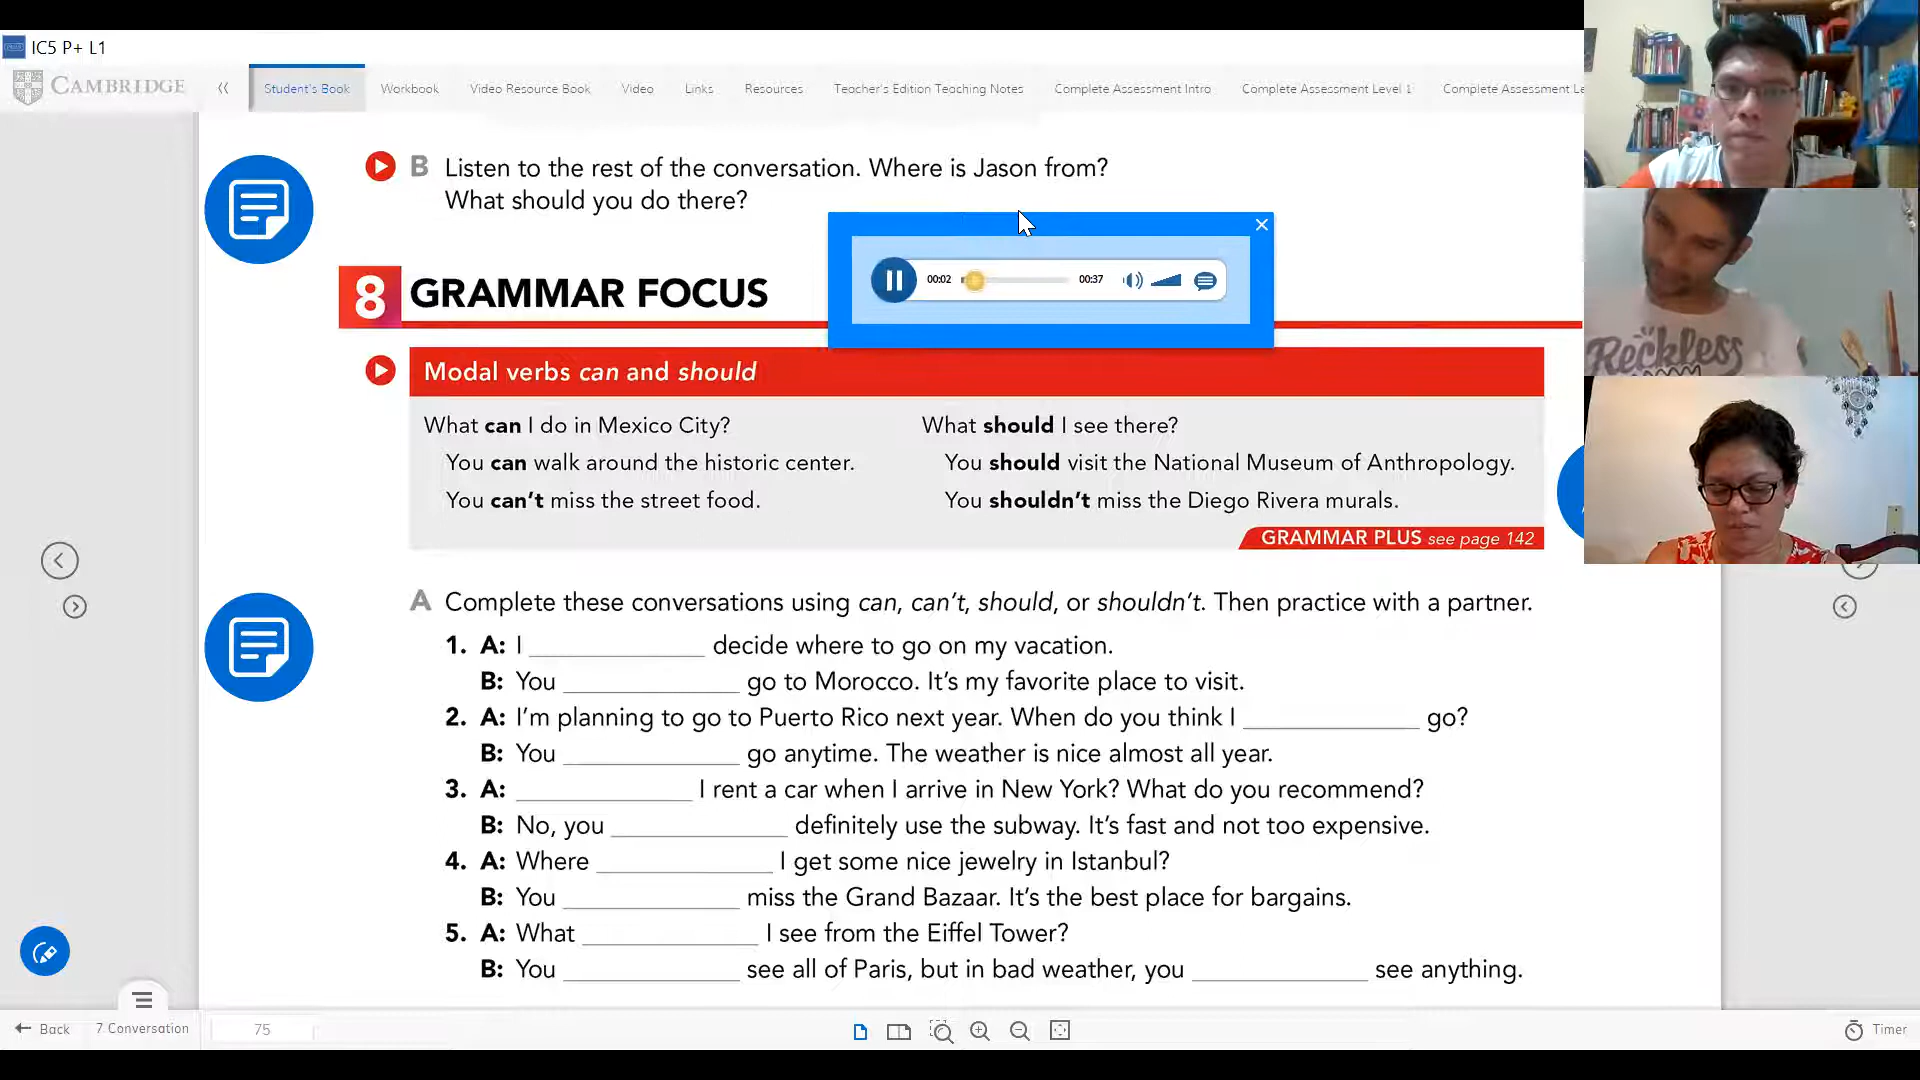 IC5 P+ L1
CAMBRIDGE
Student's Book Workbook Video Resource Book Video Links Resources Teacher's Edition Teaching Notes Complete Assessment Intro Complete Assessment Level 1 Complete Assessment Le
B Listen to the rest of the conversation. Where is Jason from?
What should you do there?
00:02 00:37
8 GRAMMAR FOCUS
Modal verbs can and should
What can I do in Mexico City? What should I see there?
You can walk around the historic center. You should visit the National Museum of Anthropology.
You can't miss the street food. You shouldn't miss the Diego Rivera murals.
GRAMMAR PLUS see page 142
A Complete these conversations using can, can't, should, or shouldn't. Then practice with a partner.
1. A: I ____________ decide where to go on my vacation.
B: You ____________ go to Morocco. It's my favorite place to visit.
2. A: I'm planning to go to Puerto Rico next year. When do you think I ____________ go?
B: You ____________ go anytime. The weather is nice almost all year.
3. A: ____________ I rent a car when I arrive in New York? What do you recommend?
B: No, you ____________ definitely use the subway. It's fast and not too expensive.
4. A: Where ____________ I get some nice jewelry in Istanbul?
B: You ____________ miss the Grand Bazaar. It's the best place for bargains.
5. A: What ____________ I see from the Eiffel Tower?
B: You ____________ see all of Paris, but in bad weather, you ____________ see anything.
Back 7 Conversation 75 Timer
Reckless